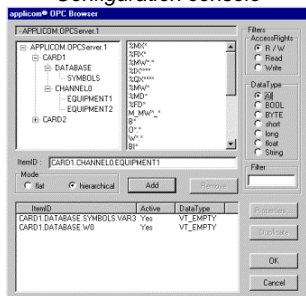 Configuration console
applicom® OPC Browser
- APPLICOM.OPCServer.1
APPLICOM.OPCServer.1
CARD1
DATABASE
SYMBOLS
CHANNEL0
EQUIPMENT1
EQUIPMENT2
CARD2
%MX*
%RX*
%MW*.*
%IX*.*.*.*
%QX*.*.*.*
%MW*
%MD*
%FD*
M_MW*_*
B*
O*.*
W*.*
BI*
Filters
AccessRights
R / W
Read
Write
DataType
All
BOOL
BYTE
short
long
float
String
Filter
ItemID :
CARD1.CHANNEL0.EQUIPMENT1
Mode
flat
hierarchical
Add
Remove
ItemID Active DataType
CARD1.DATABASE.SYMBOLS.VAR3 Yes VT_EMPTY
CARD1.DATABASE.W0 Yes VT_EMPTY
Properties
Duplicate
OK
Cancel